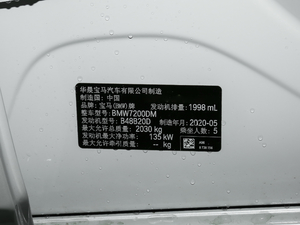 华晨宝马汽车有限公司制造
制造国：中国
品牌：宝马(BMW)牌 发动机排量：1998 mL
整车型号：BMW7200DM
发动机型号：B48B20D 制造年月：2020-05
最大允许总质量：2030 kg 乘坐人数：5
发动机最大净功率：135 kW
最大允许牵引质量：-- kg